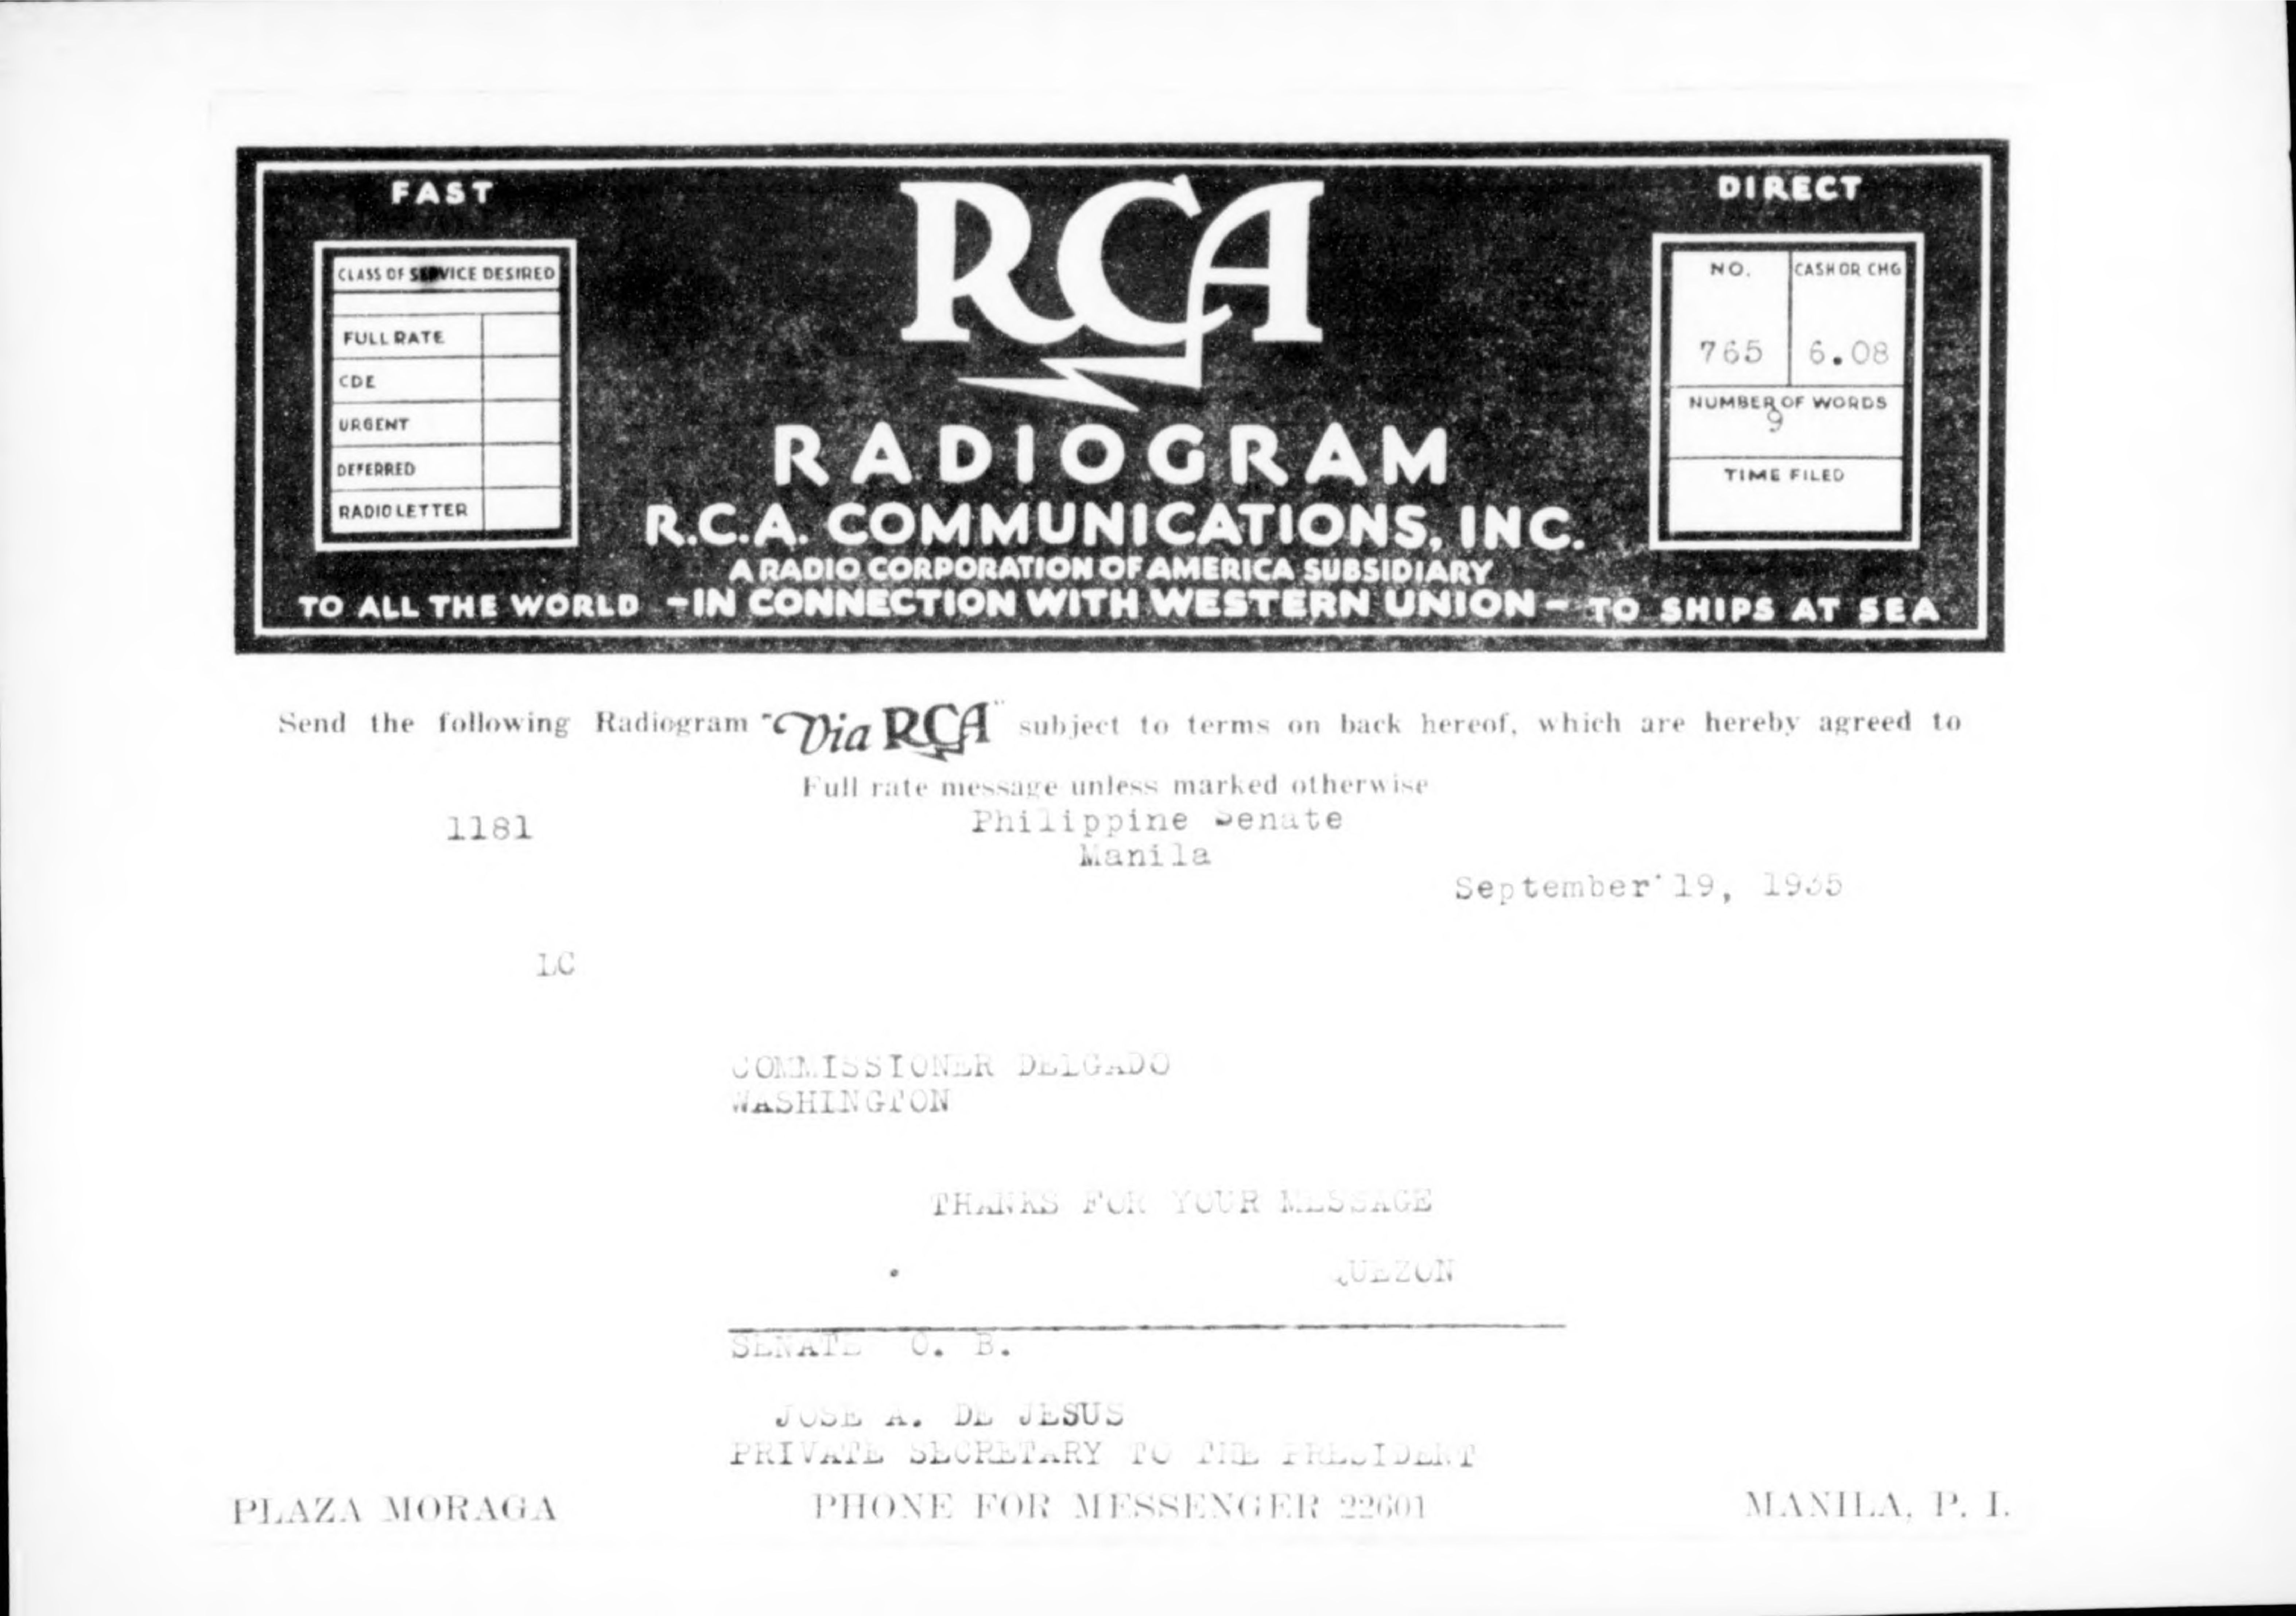 FAST
RCA
DIRECT
CLASS OF SERVICE DESIRED
FULL RATE
CDE
URGENT
DEFERRED
RADIO LETTER
NO.
CASH OR CHG
765
6.08
NUMBER OF WORDS
9
TIME FILED
RADIOGRAM
R.C.A. COMMUNICATIONS, INC.
A RADIO CORPORATION OF AMERICA SUBSIDIARY
TO ALL THE WORLD -IN CONNECTION WITH WESTERN UNION- TO SHIPS AT SEA
Send the following Radiogram "Via RCA" subject to terms on back hereof, which are hereby agreed to
Full rate message unless marked otherwise
1181
Philippine Senate
Manila
September 19, 1935
LC
COMMISSIONER DELGADO
WASHINGTON
THANKS FOR YOUR MESSAGE
QUEZON
SENATE O. B.
JOSE A. DE JESUS
PRIVATE SECRETARY TO THE PRESIDENT
PLAZA MORAGA
PHONE FOR MESSENGER 22601
MANILA, P. I.